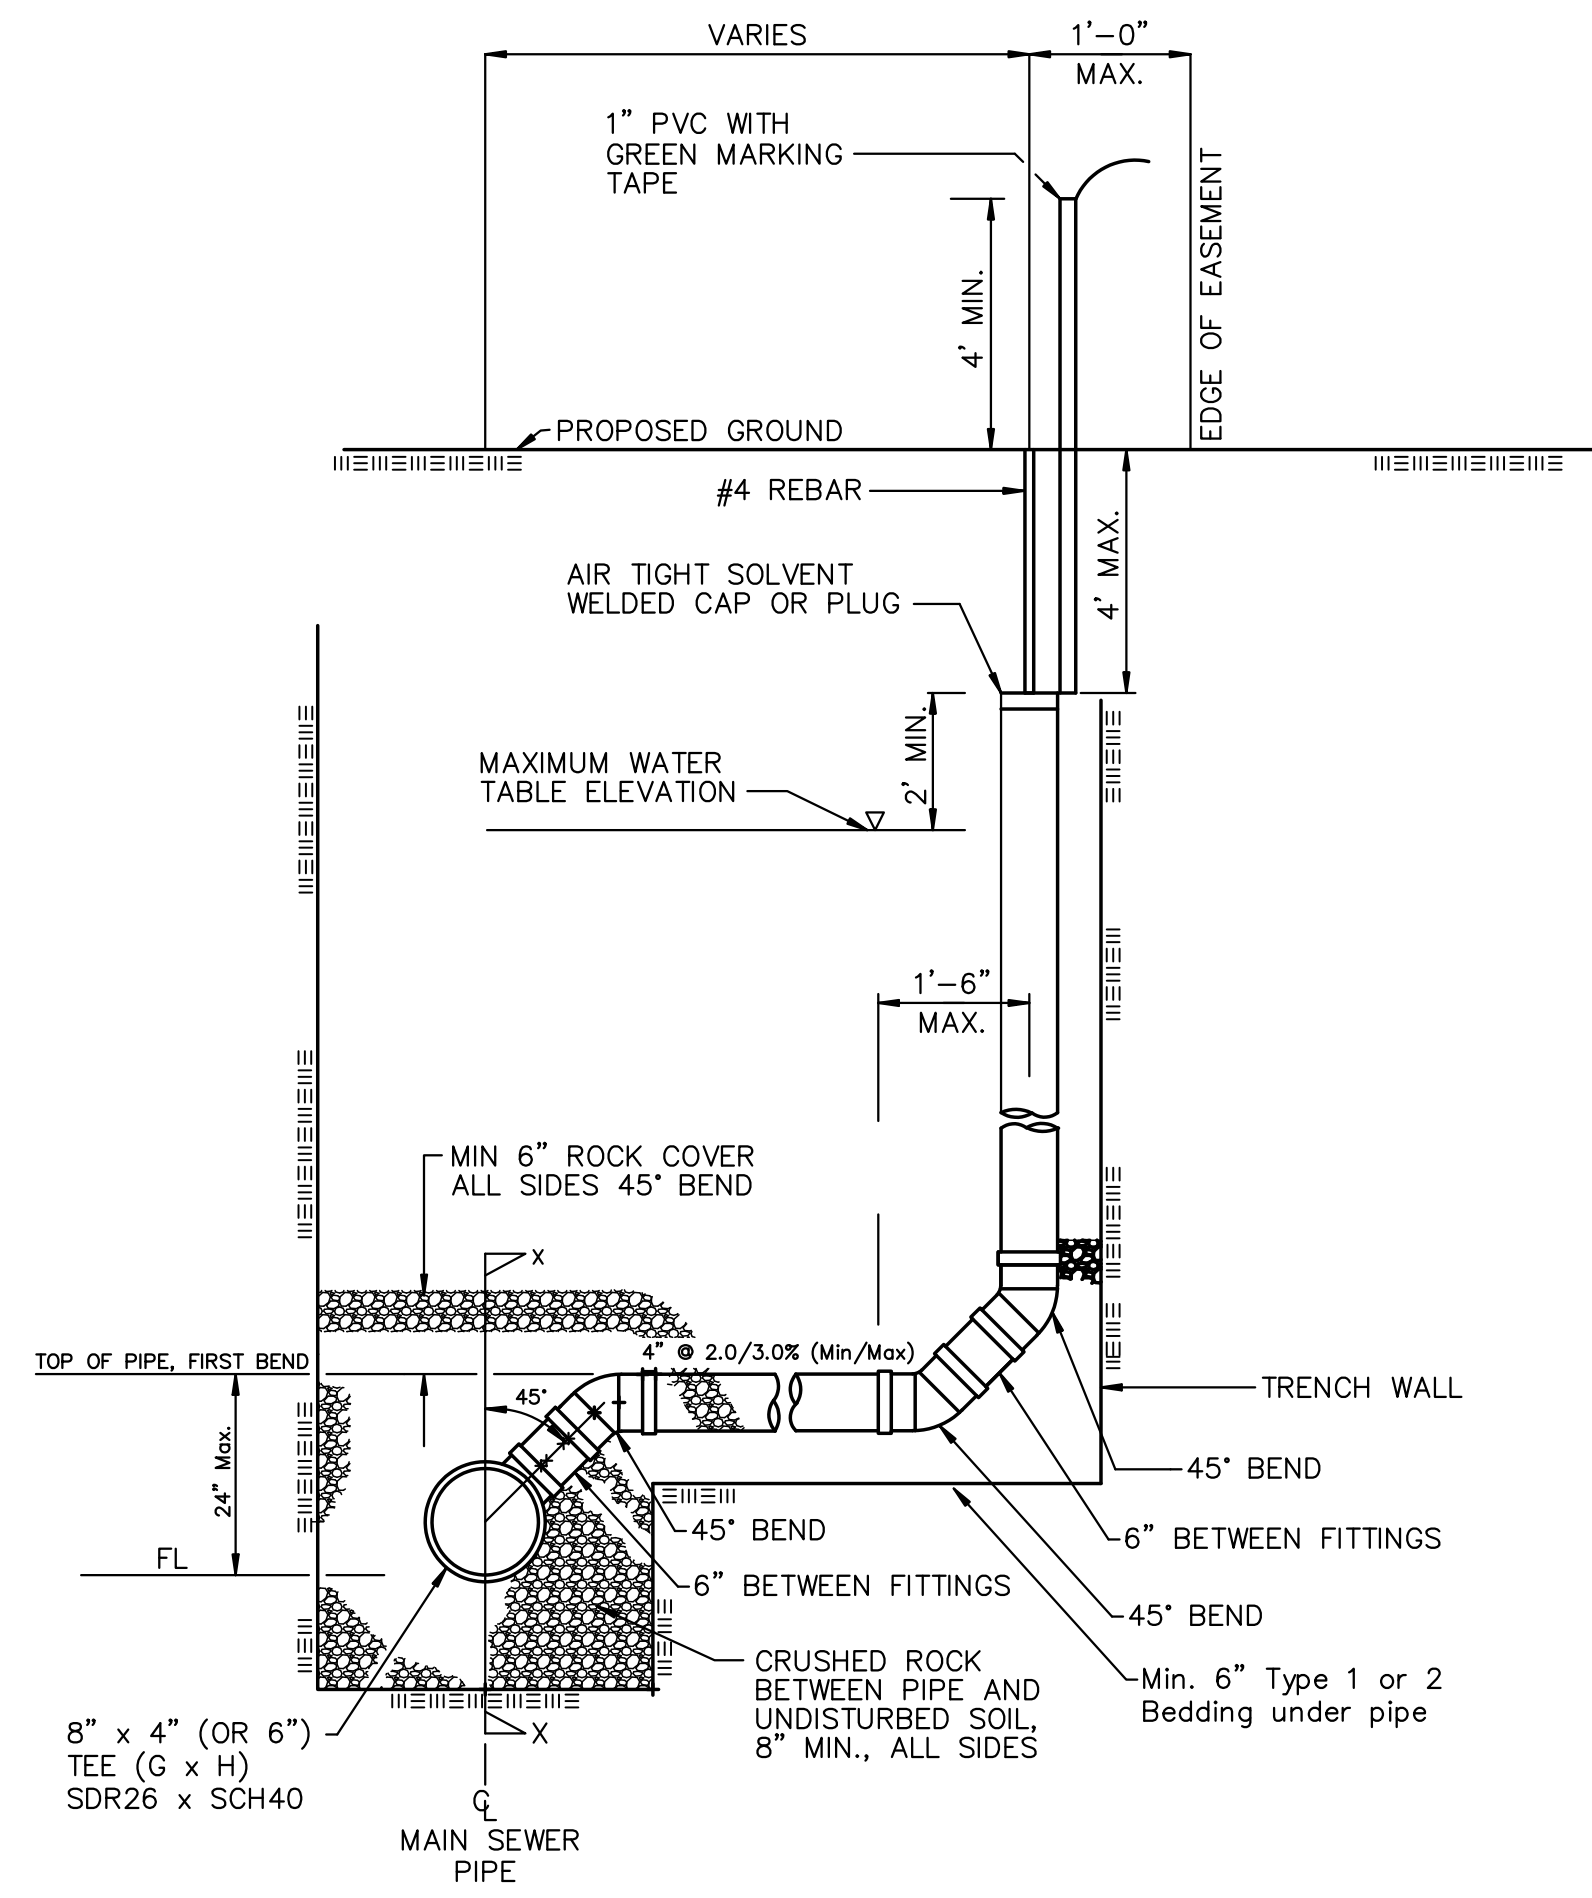 VARIES
1'-0"
MAX.
1" PVC WITH
GREEN MARKING
TAPE
EDGE OF EASEMENT
4' MIN.
PROPOSED GROUND
#4 REBAR
4' MAX.
AIR TIGHT SOLVENT
WELDED CAP OR PLUG
2' MIN.
MAXIMUM WATER
TABLE ELEVATION
1'-6"
MAX.
MIN 6" ROCK COVER
ALL SIDES 45° BEND
X
4" @ 2.0/3.0% (Min/Max)
TOP OF PIPE, FIRST BEND
45°
TRENCH WALL
24" Max.
45° BEND
45° BEND
6" BETWEEN FITTINGS
FL
6" BETWEEN FITTINGS
45° BEND
CRUSHED ROCK
BETWEEN PIPE AND
UNDISTURBED SOIL,
8" MIN., ALL SIDES
Min. 6" Type 1 or 2
Bedding under pipe
8" x 4" (OR 6")
TEE (G x H)
SDR26 x SCH40
X
CL
MAIN SEWER
PIPE